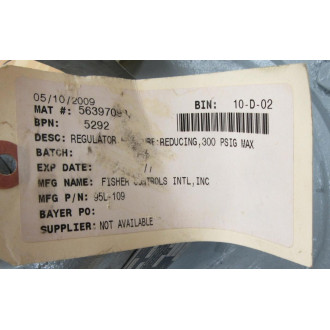 05/10/2009
MAT #: 5639709
BIN: 10-D-02
BPN: 5292
DESC: REGULATOR REDUCING,300 PSIG MAX
BATCH:
EXP DATE: /
MFG NAME: FISHER CONTROLS INTL,INC
MFG P/N: 95L-109
BAYER PO:
SUPPLIER: NOT AVAILABLE